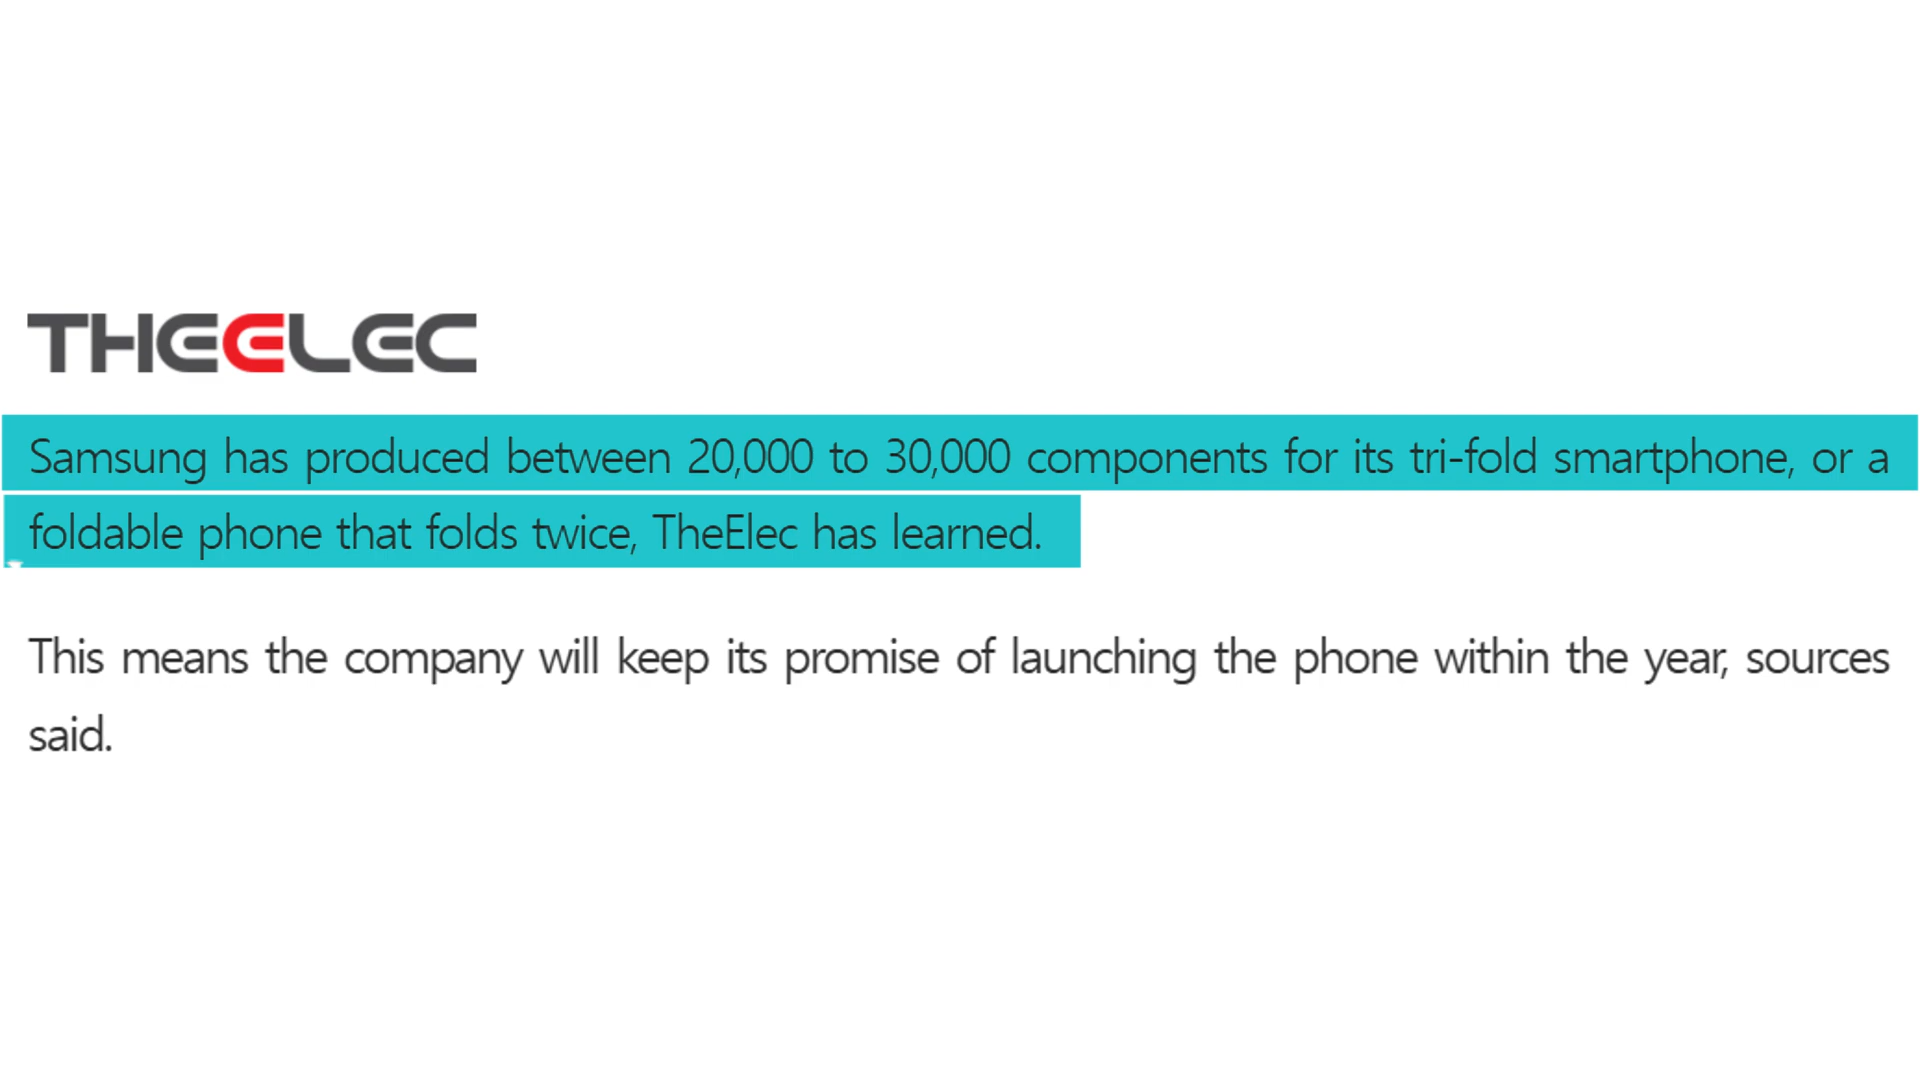 THEELEC
Samsung has produced between 20,000 to 30,000 components for its tri-fold smartphone, or a
foldable phone that folds twice, TheElec has learned.
This means the company will keep its promise of launching the phone within the year, sources
said.